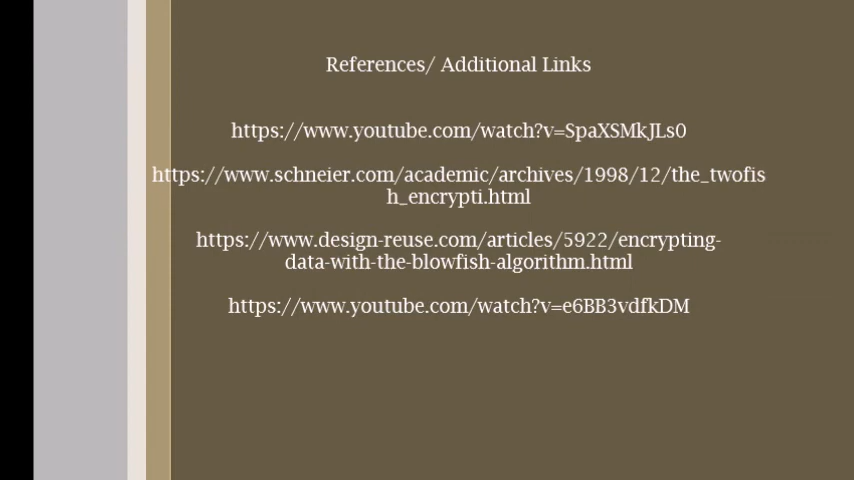 References/ Additional Links
https://www.youtube.com/watch?v=SpaXSMkJLs0
https://www.schneier.com/academic/archives/1998/12/the_twofis
h_encrypti.html
https://www.design-reuse.com/articles/5922/encrypting-
data-with-the-blowfish-algorithm.html
https://www.youtube.com/watch?v=e6BB3vdfkDM